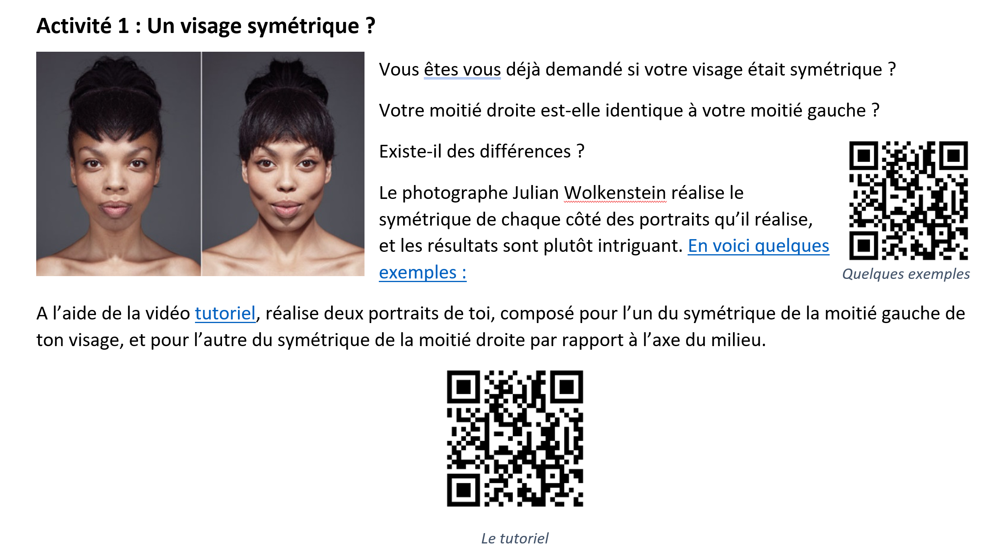 Activité 1 : Un visage symétrique ?
Vous êtes vous déjà demandé si votre visage était symétrique ?
Votre moitié droite est-elle identique à votre moitié gauche ?
Existe-il des différences ?
Le photographe Julian Wolkenstein réalise le
symétrique de chaque côté des portraits qu’il réalise,
et les résultats sont plutôt intriguant. En voici quelques
exemples :
Quelques exemples
A l’aide de la vidéo tutoriel, réalise deux portraits de toi, composé pour l’un du symétrique de la moitié gauche de
ton visage, et pour l’autre du symétrique de la moitié droite par rapport à l’axe du milieu.
Le tutoriel